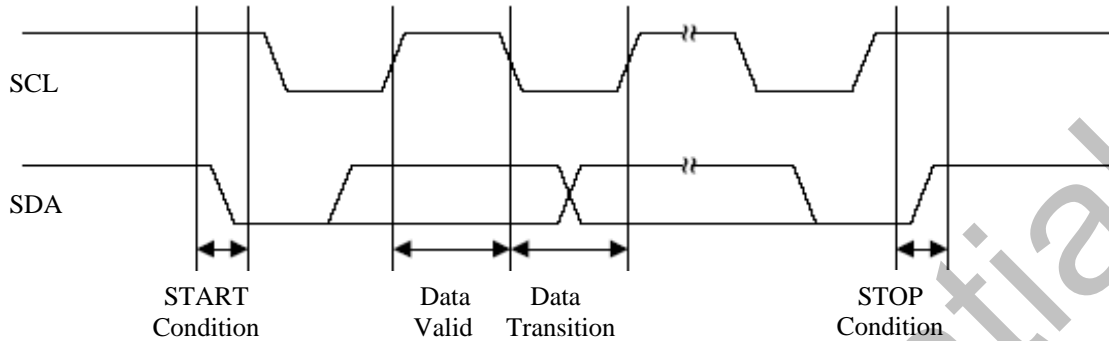 SCL
SDA
START
Condition
Data
Valid
Data
Transition
STOP
Condition